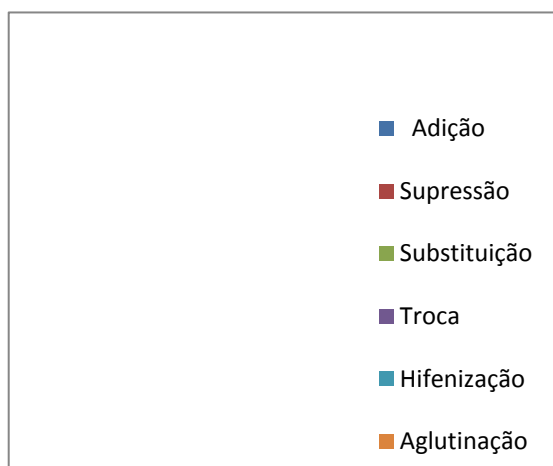 Adição
Supressão
Substituição
Troca
Hifenização
Aglutinação